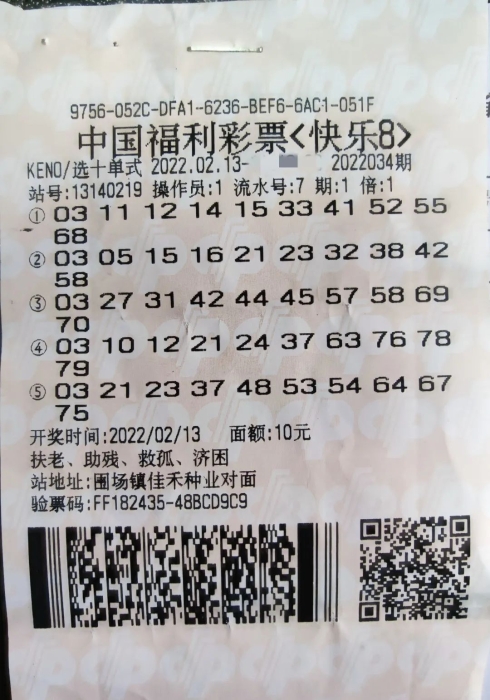 9756-052C-DFA1-6236-BEF6-6AC1-051F
中国福利彩票<快乐8>
KENO/选十单式 2022.02.13- 2022034期
站号:13140219 操作员:1 流水号:7 期:1 倍:1
① 03 11 12 14 15 33 41 52 55
68
② 03 05 15 16 21 23 32 38 42
58
③ 03 27 31 42 44 45 57 58 69
70
④ 03 10 12 21 24 37 63 76 78
79
⑤ 03 21 23 37 48 53 54 64 67
75
开奖时间:2022/02/13 面额:10元
扶老、助残、救孤、济困
站地址:围场镇佳禾种业对面
验票码:FF182435-48BCD9C9